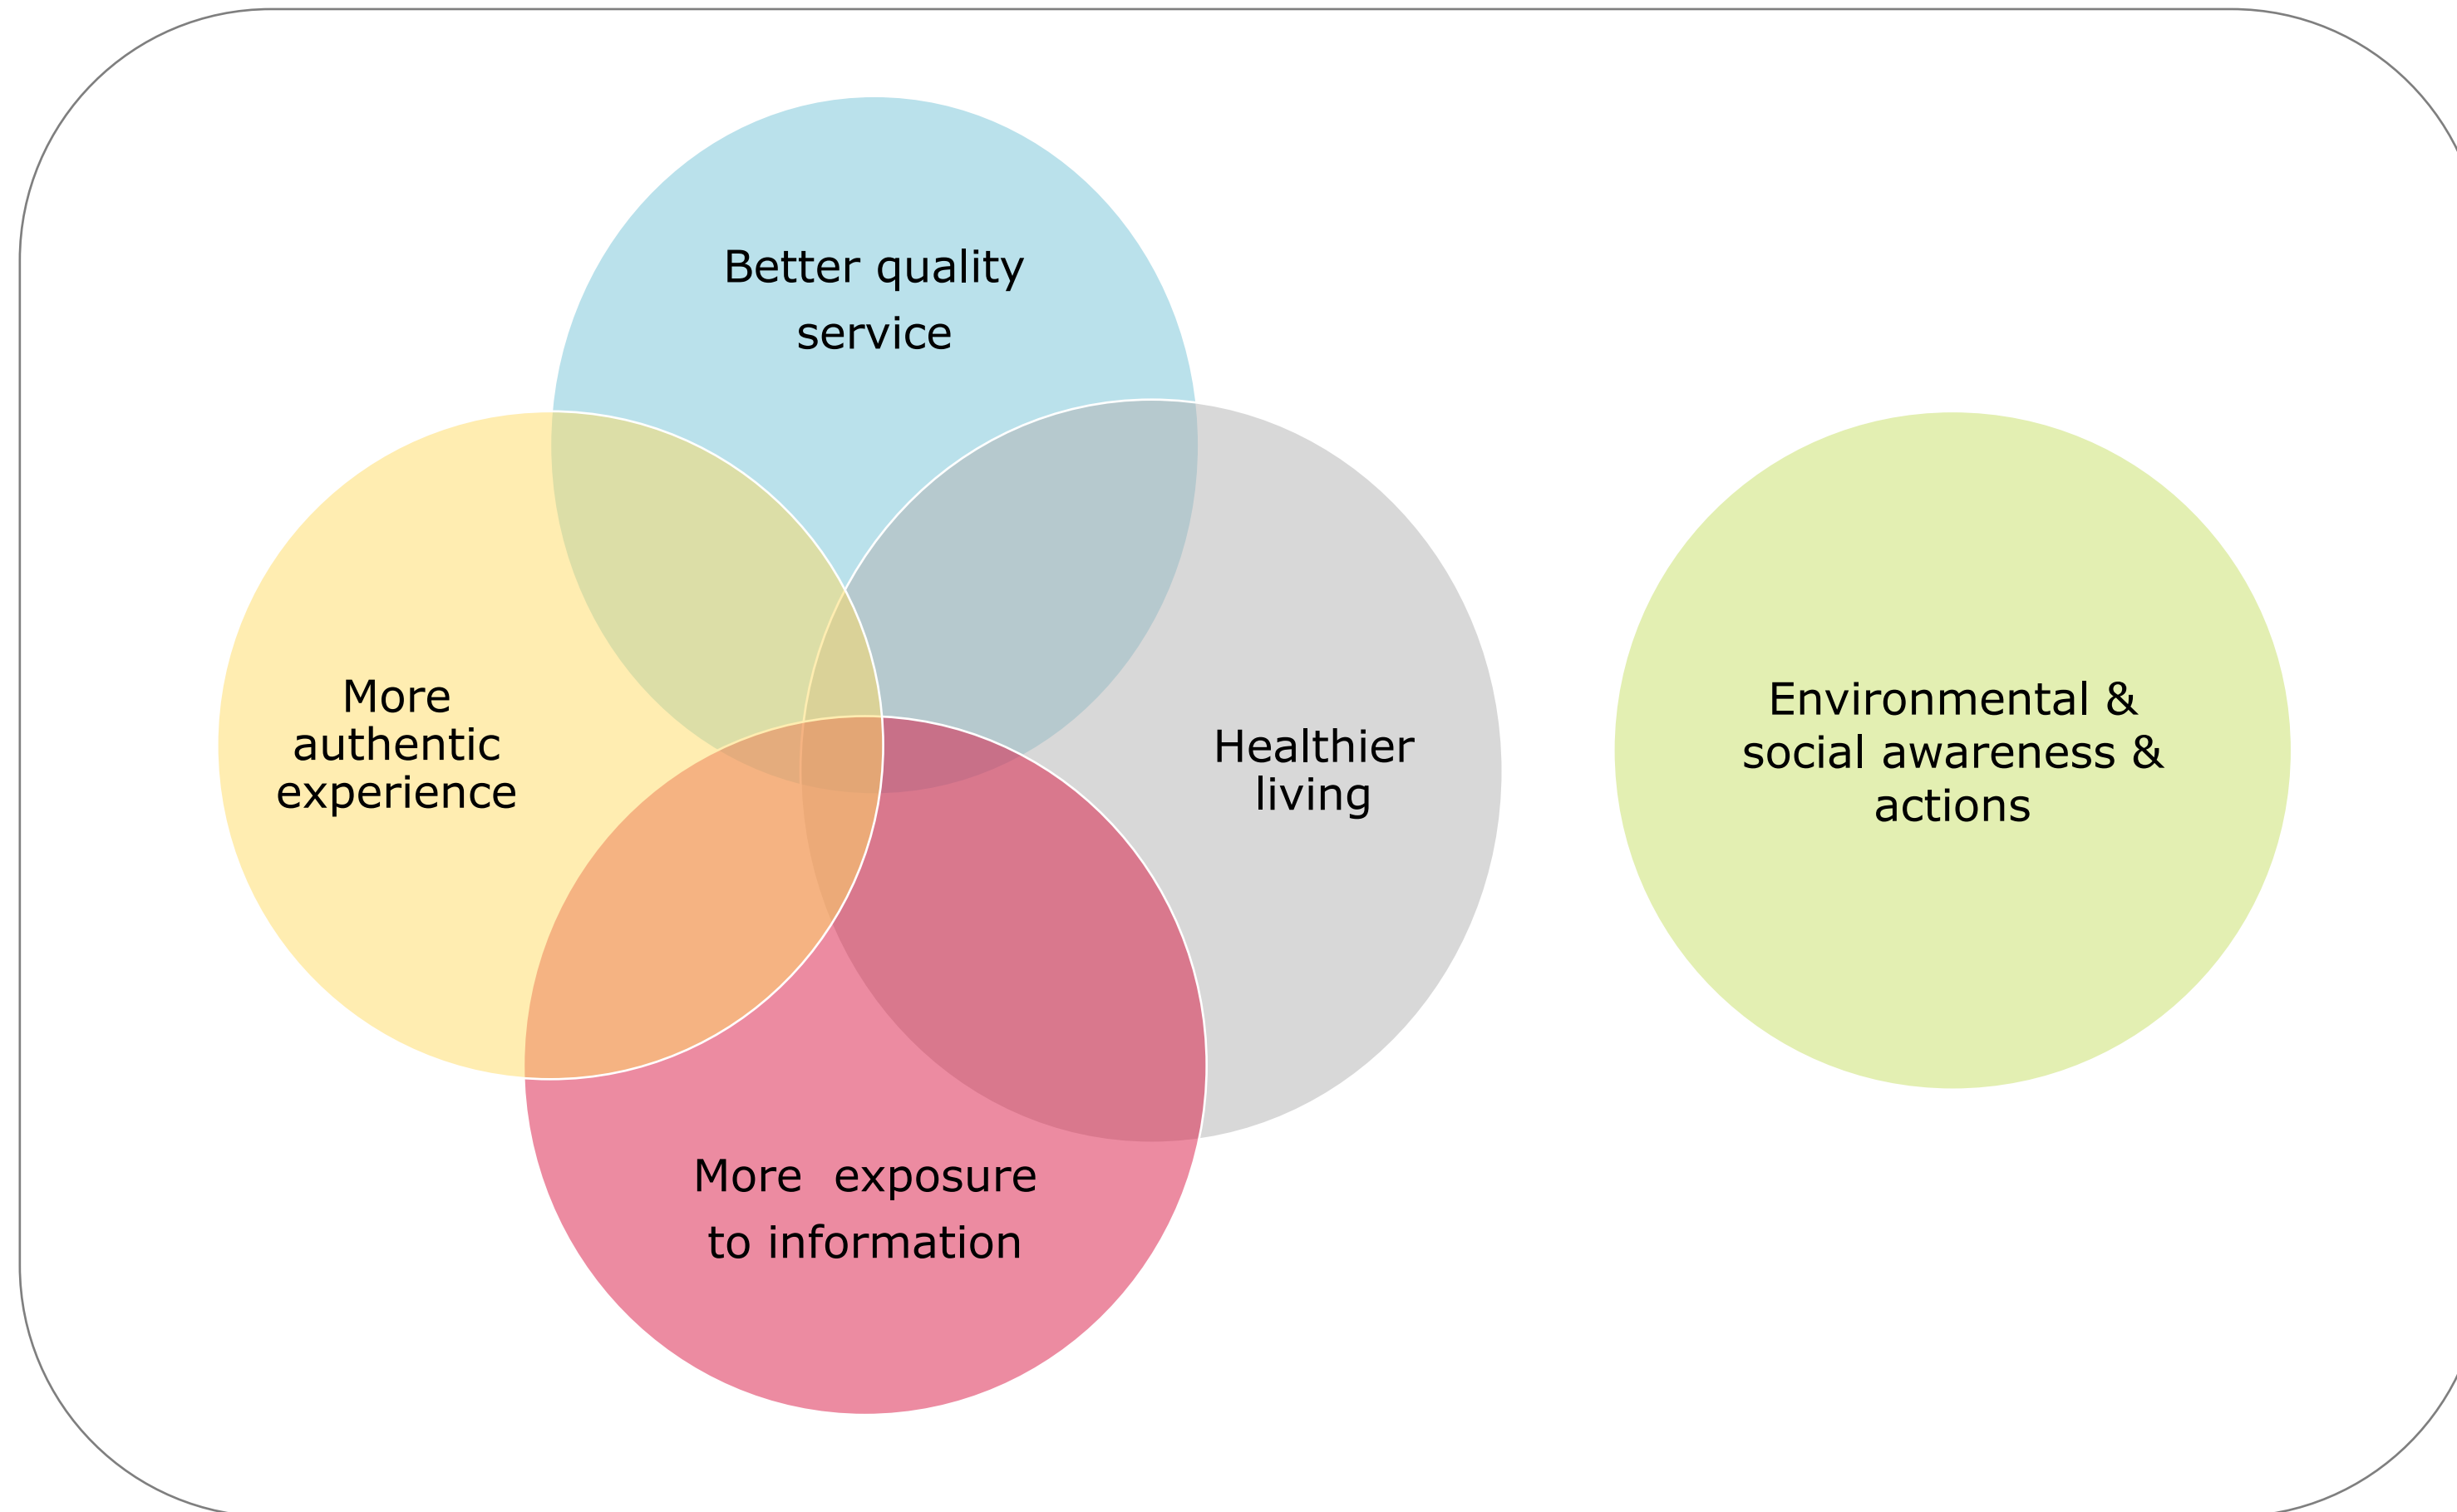 Better quality
service
More
authentic
experience
Healthier
living
More  exposure
to information
Environmental &
social awareness &
actions